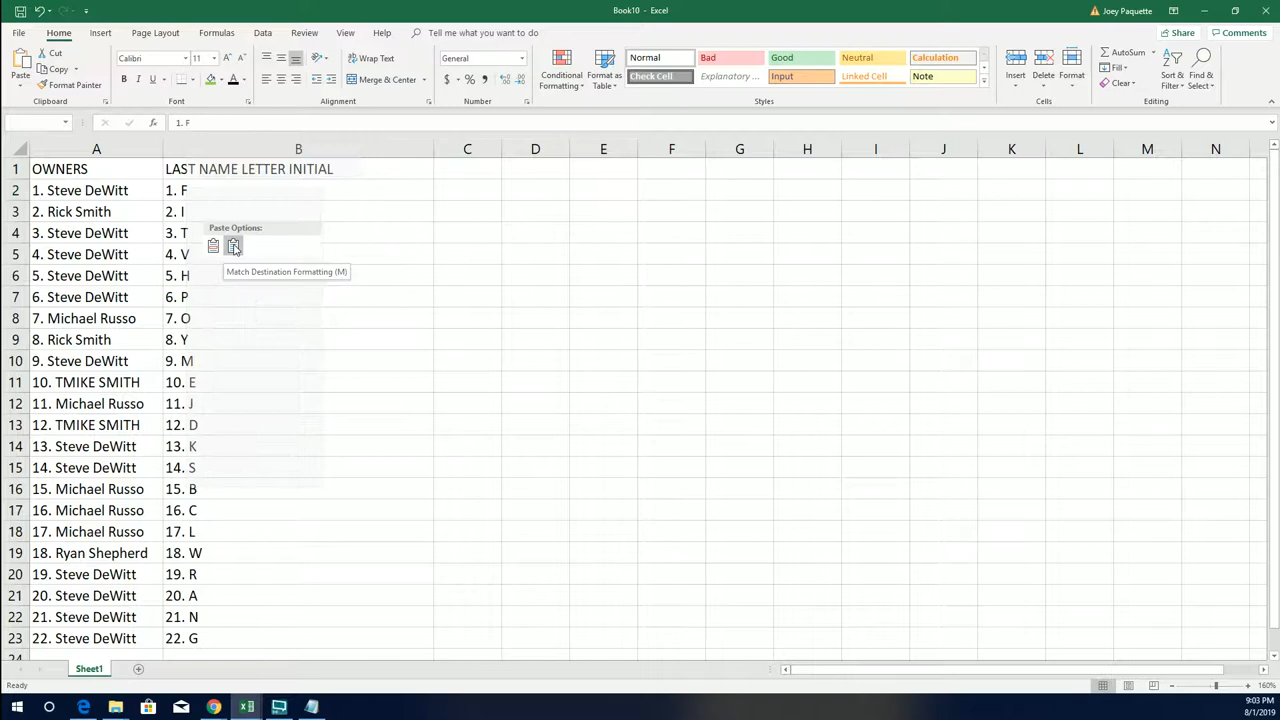 Book10 - Excel
Joey Paquette
File Home Insert Page Layout Formulas Data Review View Help Tell me what you want to do Share Comments
Paste Cut Copy Format Painter Clipboard
Calibri 11 B I U Font
Wrap Text Merge & Center Alignment
General $ % , Number
Conditional Formatting Format as Table
Normal Bad Good Neutral Calculation
Check Cell Explanatory ... Input Linked Cell Note
Styles
Insert Delete Format Cells
AutoSum Fill Clear Sort & Filter Find & Select Editing
fx 1. F
A B C D E F G H I J K L M N
1 OWNERS LAST NAME LETTER INITIAL
2 1. Steve DeWitt 1. F
3 2. Rick Smith 2. I
4 3. Steve DeWitt 3. T
5 4. Steve DeWitt 4. V
6 5. Steve DeWitt 5. H
7 6. Steve DeWitt 6. P
8 7. Michael Russo 7. O
9 8. Rick Smith 8. Y
10 9. Steve DeWitt 9. M
11 10. TMIKE SMITH 10. E
12 11. Michael Russo 11. J
13 12. TMIKE SMITH 12. D
14 13. Steve DeWitt 13. K
15 14. Steve DeWitt 14. S
16 15. Michael Russo 15. B
17 16. Michael Russo 16. C
18 17. Michael Russo 17. L
19 18. Ryan Shepherd 18. W
20 19. Steve DeWitt 19. R
21 20. Steve DeWitt 20. A
22 21. Steve DeWitt 21. N
23 22. Steve DeWitt 22. G
24
Paste Options:
Match Destination Formatting (M)
Sheet1
Ready 160%
9:03 PM
8/1/2019